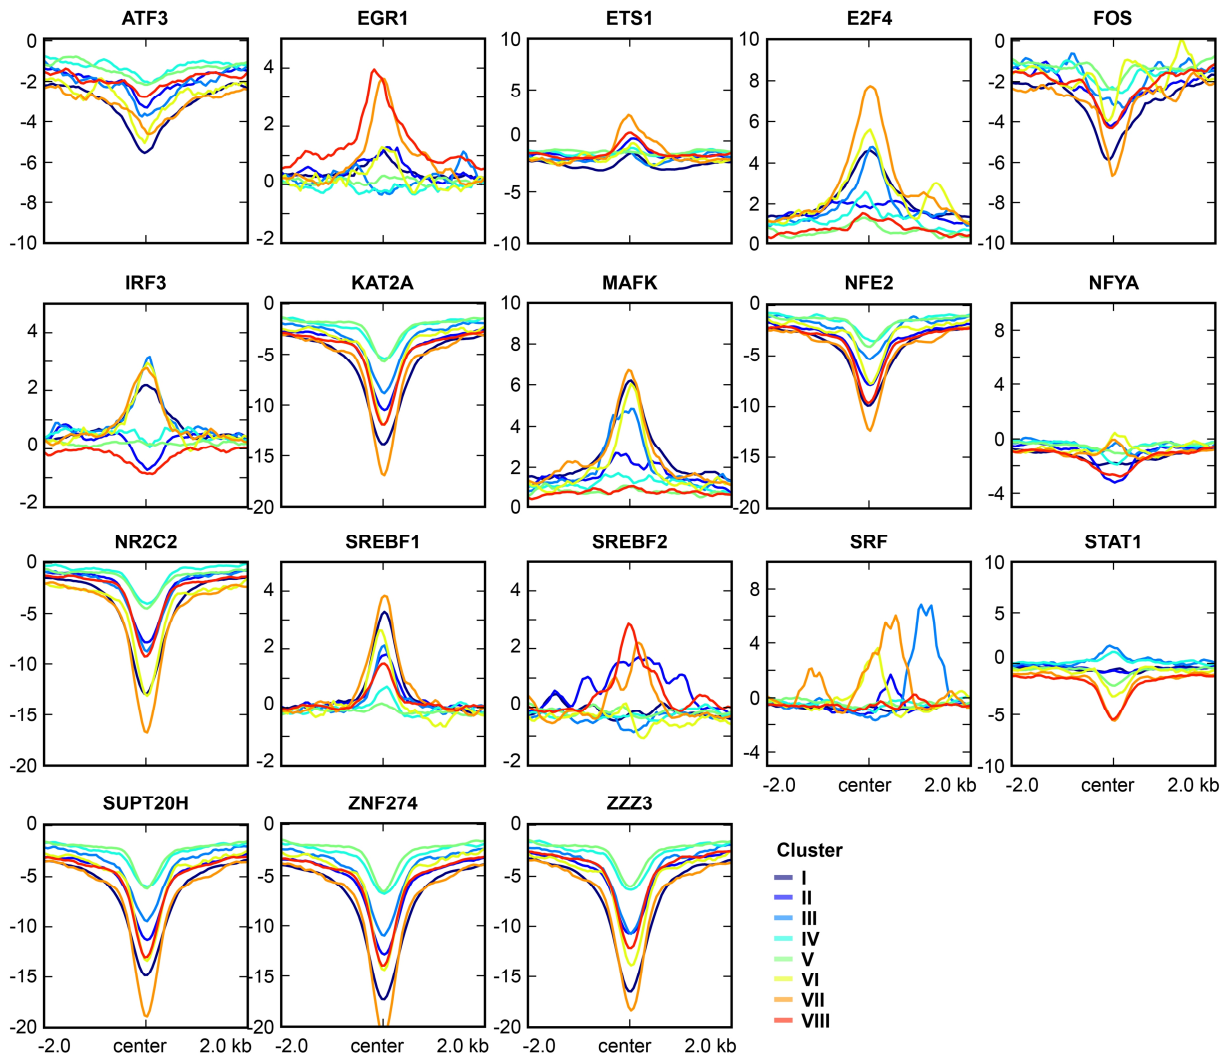 ATF3 EGR1 ETS1 E2F4 FOS
0 -2 -4 -6 -8 -10
4 2 0 -2
10 5 0 -5 -10
10 8 6 4 2 0
0 -2 -4 -6 -8 -10
IRF3 KAT2A MAFK NFE2 NFYA
4 2 0 -2
0 -5 -10 -15 -20
10 8 6 4 2 0
0 -5 -10 -15 -20
8 4 0 -4
NR2C2 SREBF1 SREBF2 SRF STAT1
0 -5 -10 -15 -20
4 2 0 -2
4 2 0 -2
8 4 0 -4
10 5 0 -5 -10
-2.0 center 2.0 kb -2.0 center 2.0 kb
SUPT20H ZNF274 ZZZ3
0 -5 -10 -15 -20
0 -5 -10 -15 -20
0 -5 -10 -15 -20
-2.0 center 2.0 kb -2.0 center 2.0 kb -2.0 center 2.0 kb
Cluster
I
II
III
IV
V
VI
VII
VIII